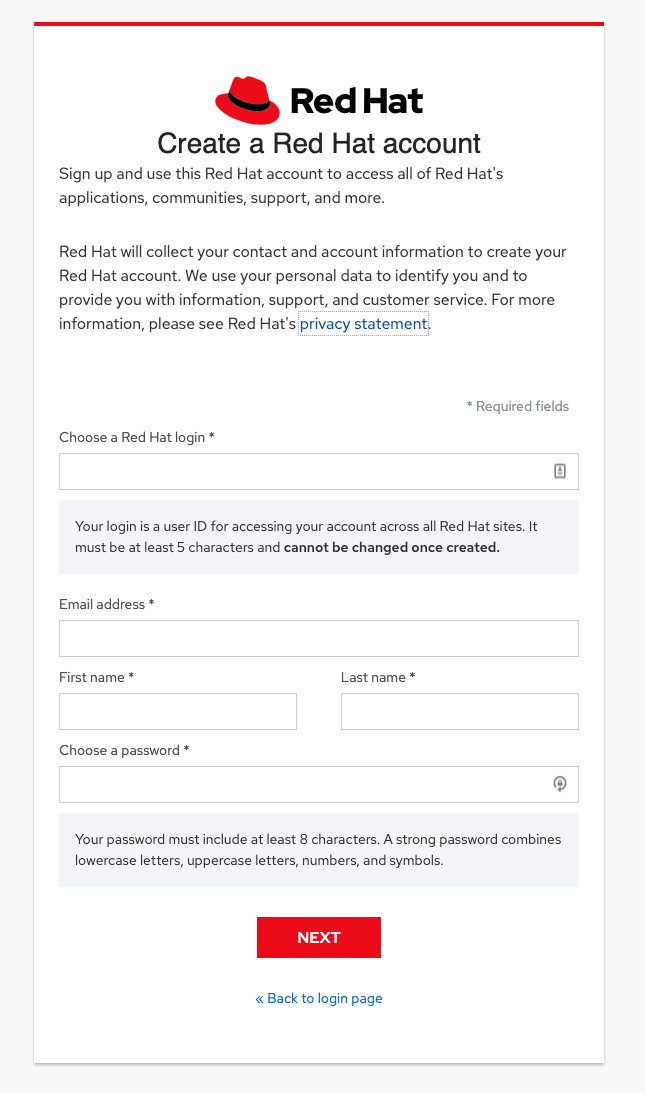 Red Hat
Create a Red Hat account
Sign up and use this Red Hat account to access all of Red Hat's
applications, communities, support, and more.
Red Hat will collect your contact and account information to create your
Red Hat account. We use your personal data to identify you and to
provide you with information, support, and customer service. For more
information, please see Red Hat's privacy statement.
* Required fields
Choose a Red Hat login *
Your login is a user ID for accessing your account across all Red Hat sites. It
must be at least 5 characters and cannot be changed once created.
Email address *
First name *
Last name *
Choose a password *
Your password must include at least 8 characters. A strong password combines
lowercase letters, uppercase letters, numbers, and symbols.
NEXT
« Back to login page